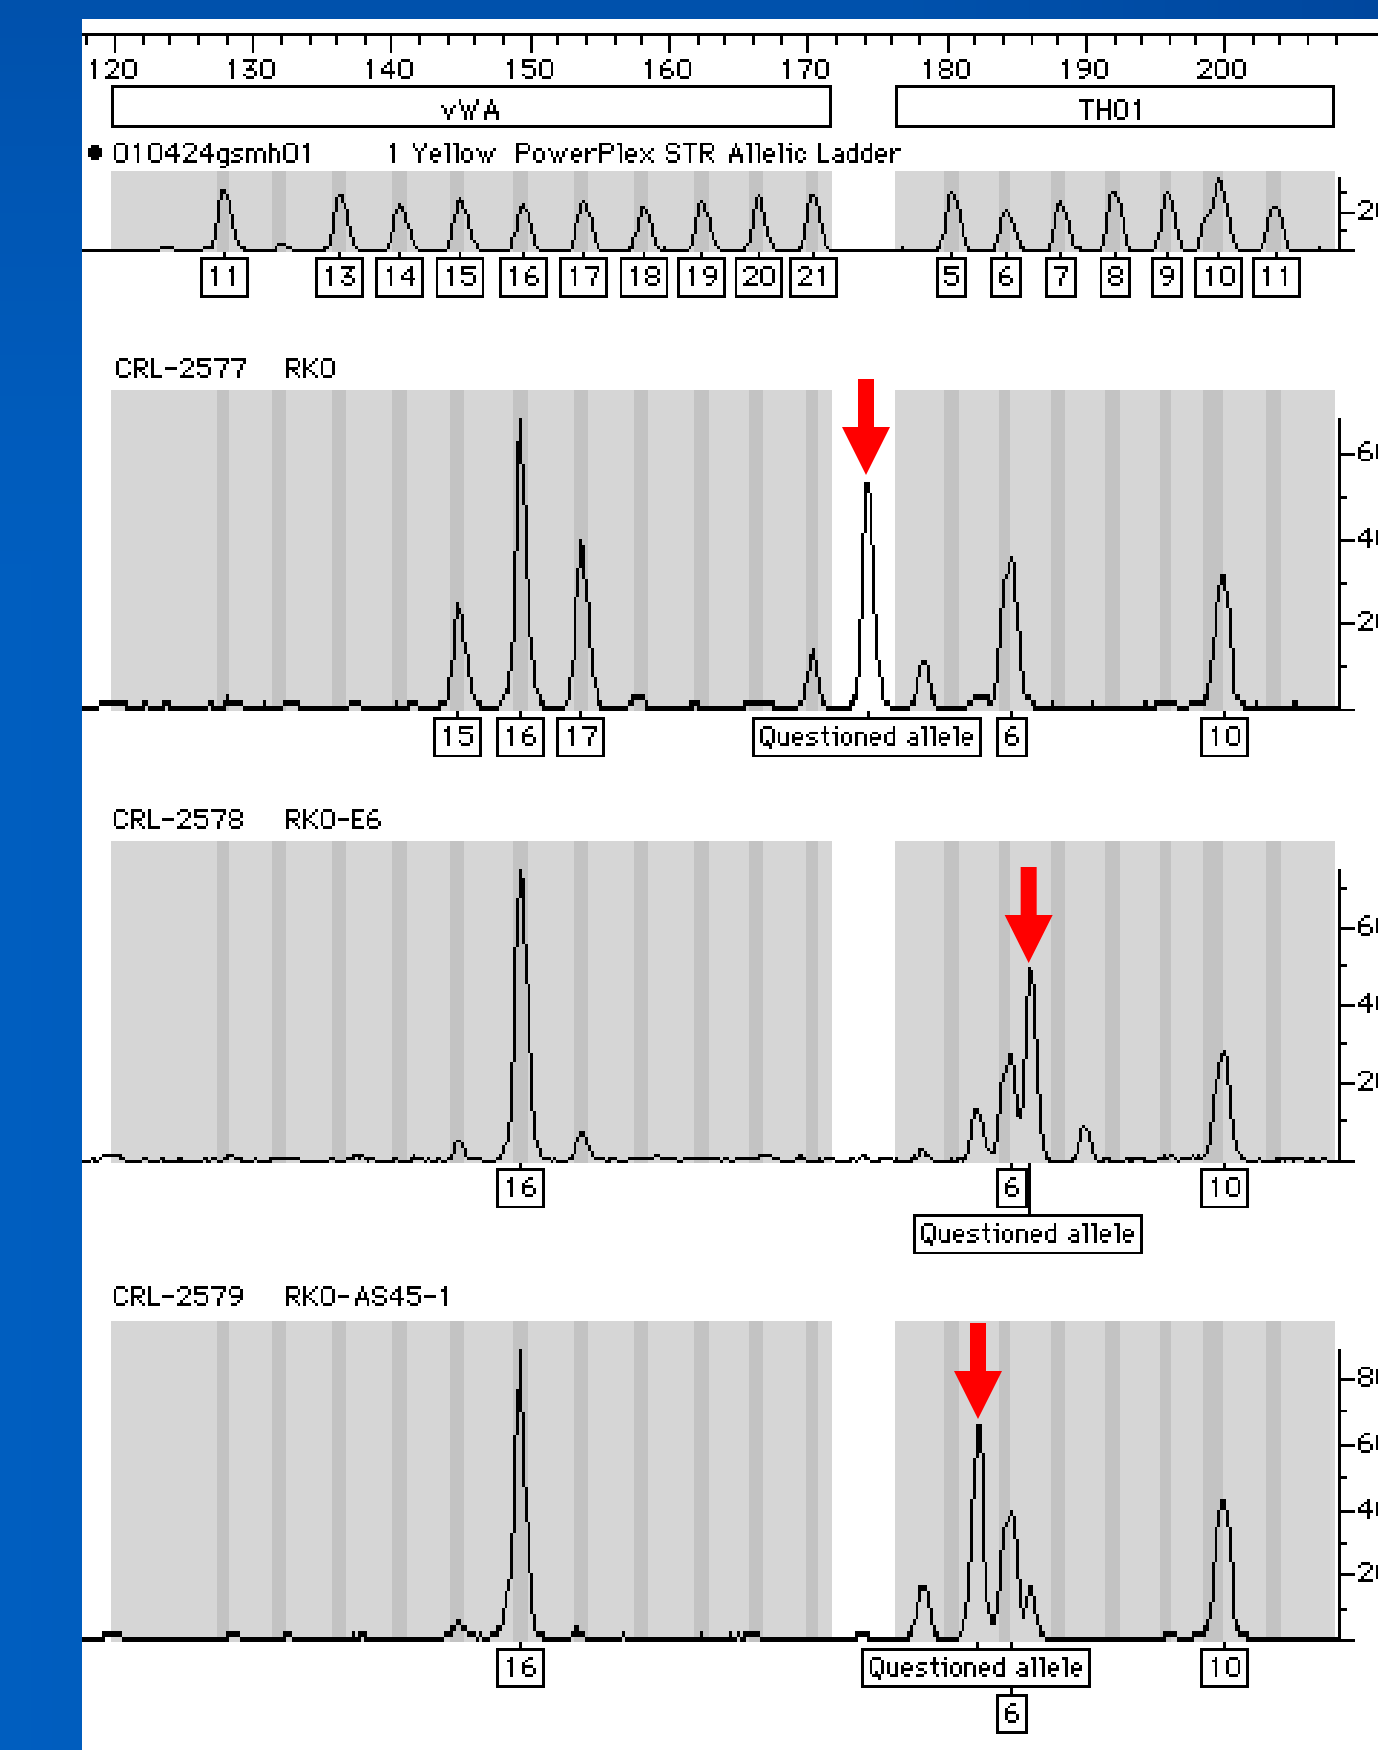 120 130 140 150 160 170 180 190 200
vWA TH01
010424gsmh01 1 Yellow PowerPlex STR Allelic Ladder
11 13 14 15 16 17 18 19 20 21 5 6 7 8 9 10 11
CRL-2577 RKO
15 16 17 Questioned allele 6 10
CRL-2578 RKO-E6
16 6 10
Questioned allele
CRL-2579 RKO-AS45-1
16 Questioned allele 10
6